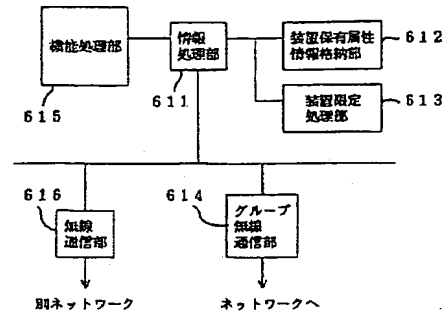 機能処理部
615
情報
処理部
611
装置保有属性
情報格納部
612
装置限定
処理部
613
616
無線
通信部
614
グループ
無線
通信部
別ネットワーク
ネットワークへ